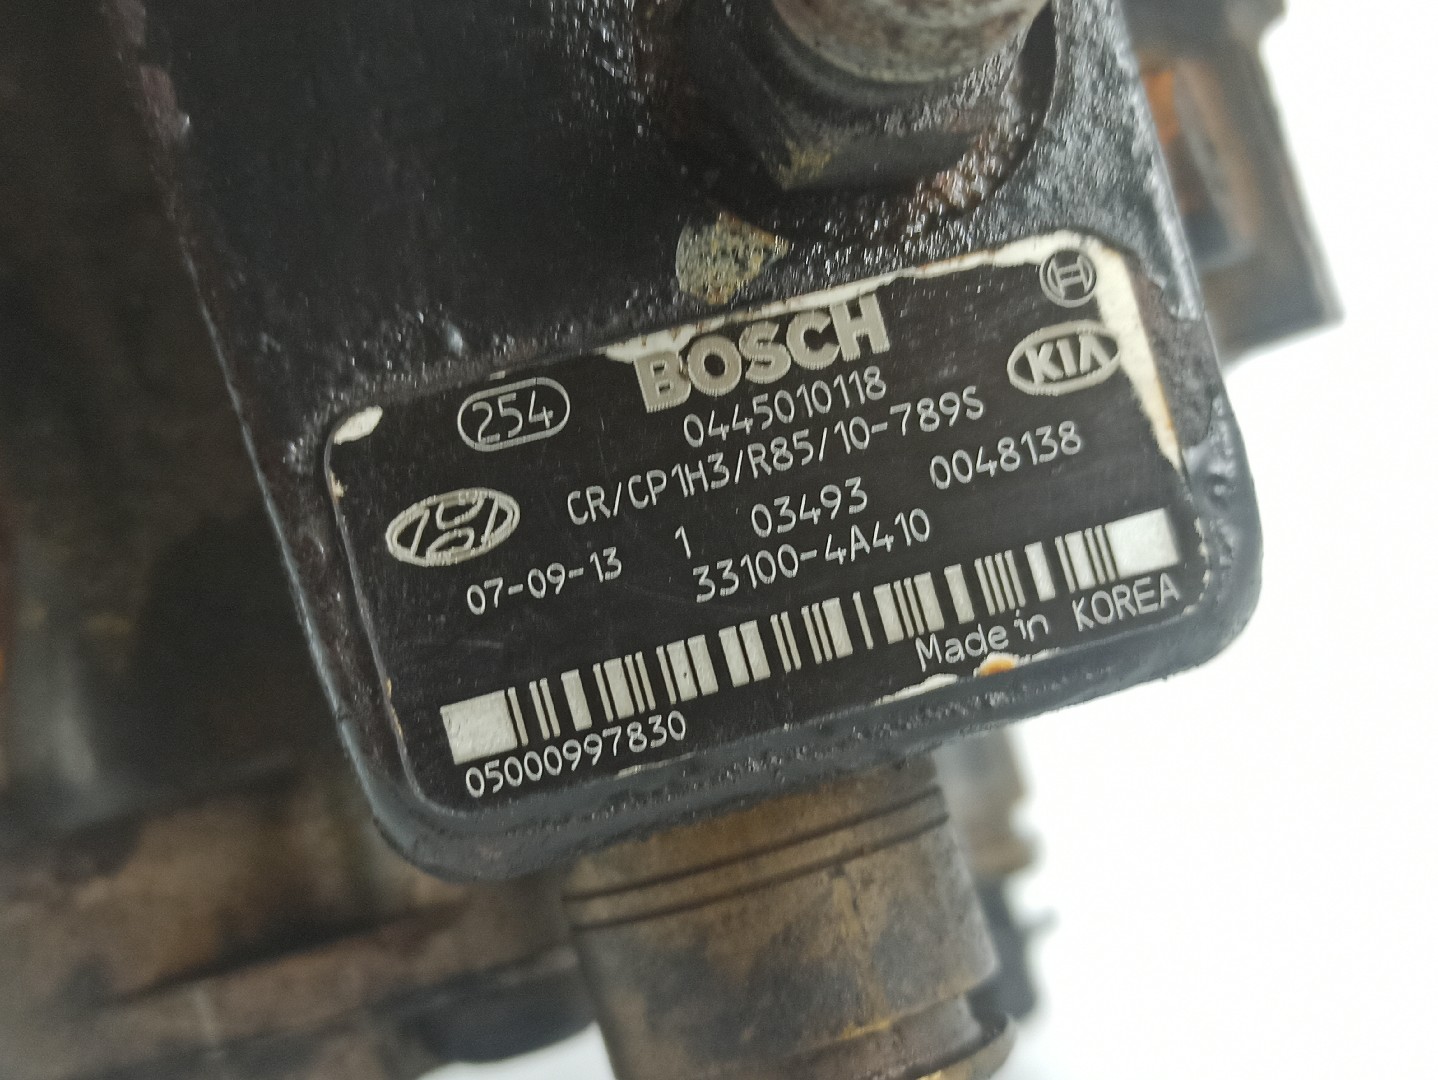 BOSCH
254
0445010118
KIA
CR/CP1H3/R85/10-789S
07-09-13 1 03493 0048138
33100-4A410
Made in KOREA
05000997830